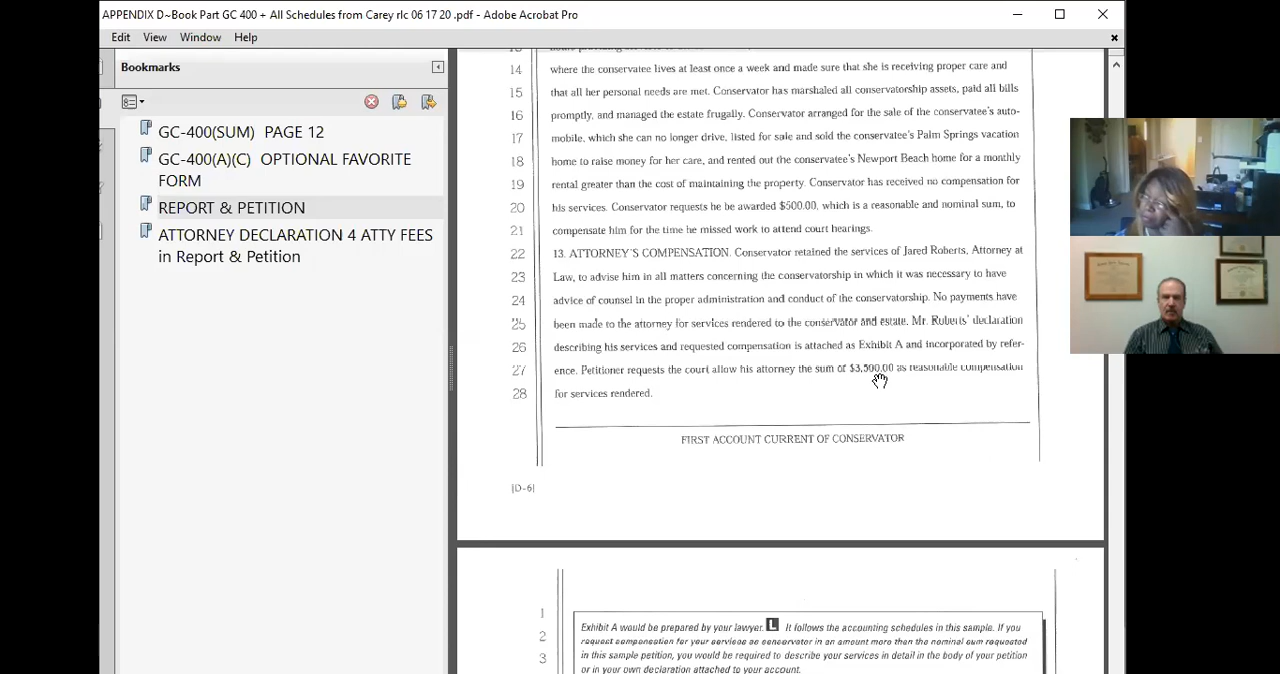 APPENDIX D~Book Part GC 400 + All Schedules from Carey rlc 06 17 20 .pdf - Adobe Acrobat Pro
Edit View Window Help
Bookmarks
GC-400(SUM) PAGE 12
GC-400(A)(C) OPTIONAL FAVORITE
FORM
REPORT & PETITION
ATTORNEY DECLARATION 4 ATTY FEES
in Report & Petition
14 where the conservatee lives at least once a week and made sure that she is receiving proper care and
15 that all her personal needs are met. Conservator has marshaled all conservatorship assets, paid all bills
16 promptly, and managed the estate frugally. Conservator arranged for the sale of the conservatee's auto-
17 mobile, which she can no longer drive, listed for sale and sold the conservatee's Palm Springs vacation
18 home to raise money for her care, and rented out the conservatee's Newport Beach home for a monthly
19 rental greater than the cost of maintaining the property. Conservator has received no compensation for
20 his services. Conservator requests he be awarded $500.00, which is a reasonable and nominal sum, to
21 compensate him for the time he missed work to attend court hearings.
22 13. ATTORNEY'S COMPENSATION. Conservator retained the services of Jared Roberts, Attorney at
23 Law, to advise him in all matters concerning the conservatorship in which it was necessary to have
24 advice of counsel in the proper administration and conduct of the conservatorship. No payments have
25 been made to the attorney for services rendered to the conservator and estate. Mr. Roberts' declaration
26 describing his services and requested compensation is attached as Exhibit A and incorporated by refer-
27 ence. Petitioner requests the court allow his attorney the sum of $3,500.00 as reasonable compensation
28 for services rendered.
FIRST ACCOUNT CURRENT OF CONSERVATOR
[D-6]
1
2 Exhibit A would be prepared by your lawyer. L It follows the accounting schedules in this sample. If you
request compensation for your services as conservator in an amount more than the nominal sum requested
3 in this sample petition, you would be required to describe your services in detail in the body of your petition
or in your own declaration attached to your account.